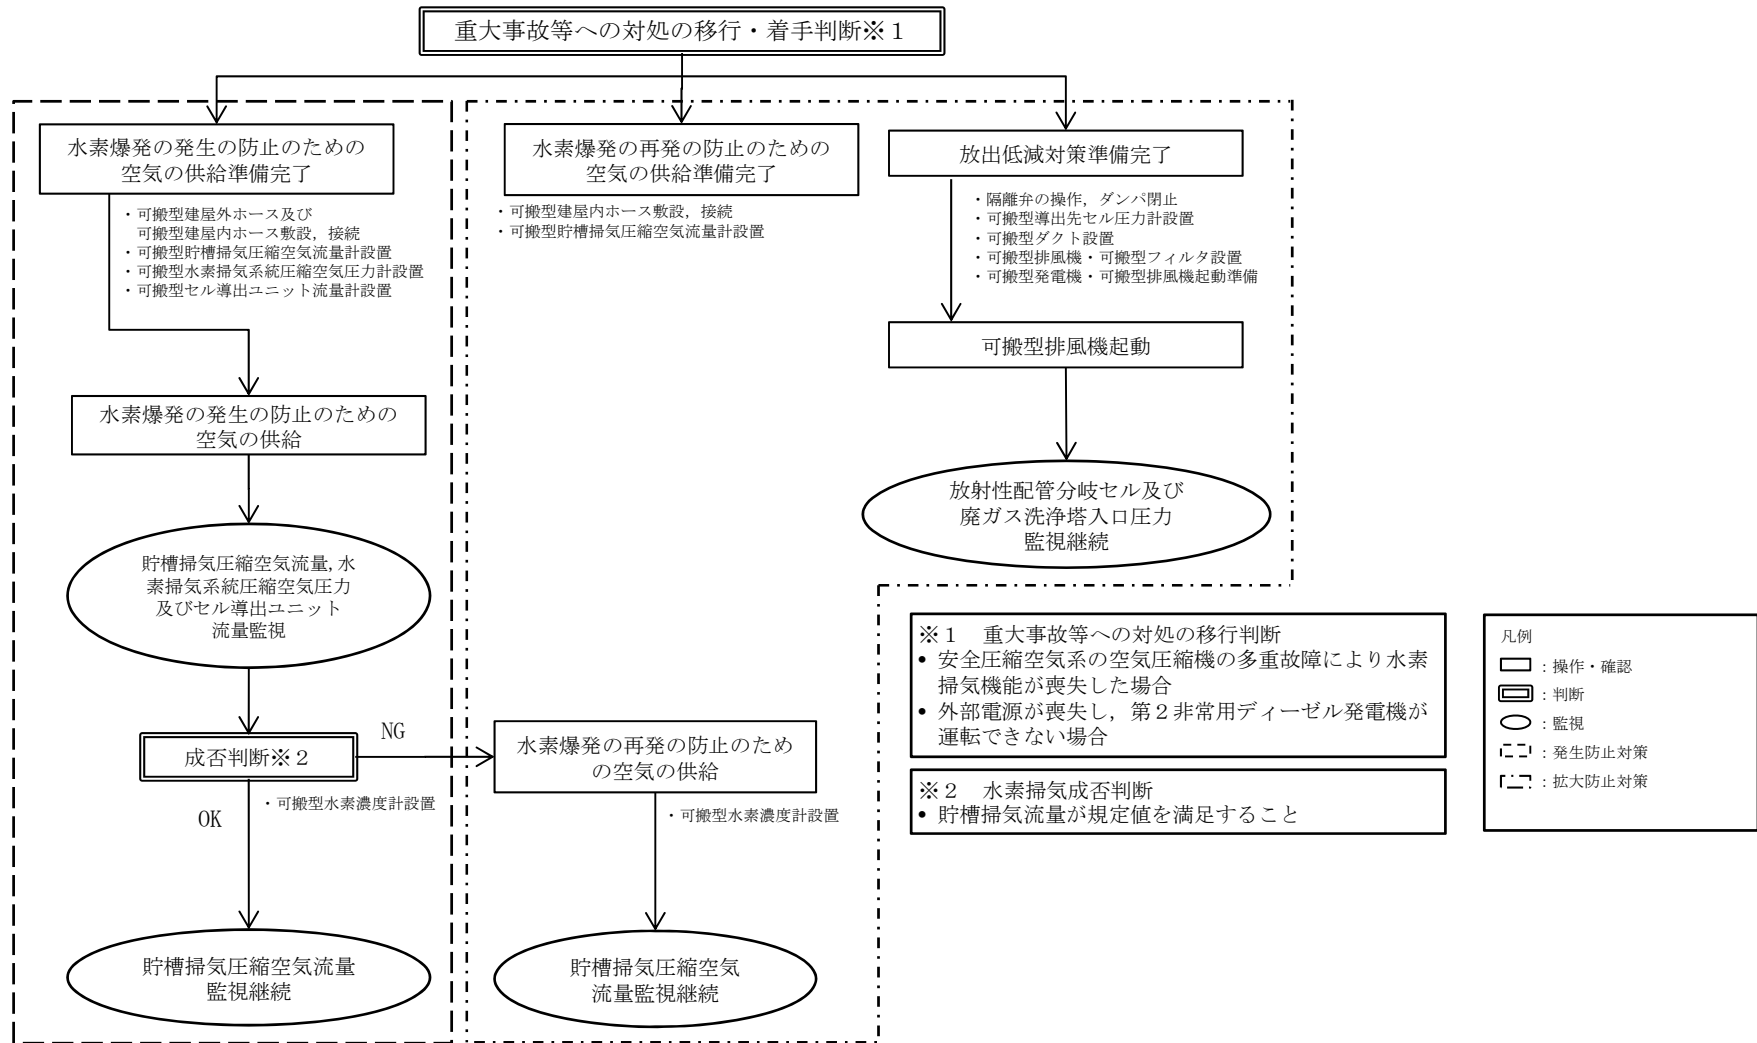 重大事故等への対処の移行・着手判断※1
水素爆発の発生の防止のための
空気の供給準備完了
・可搬型建屋外ホース及び
可搬型建屋内ホース敷設，接続
・可搬型貯槽掃気圧縮空気流量計設置
・可搬型水素掃気系統圧縮空気圧力計設置
・可搬型セル導出ユニット流量計設置
水素爆発の発生の防止のための
空気の供給
貯槽掃気圧縮空気流量,水
素掃気系統圧縮空気圧力
及びセル導出ユニット
流量監視
成否判断※2
NG
OK
・可搬型水素濃度計設置
貯槽掃気圧縮空気流量
監視継続
水素爆発の再発の防止のための
空気の供給準備完了
・可搬型建屋内ホース敷設，接続
・可搬型貯槽掃気圧縮空気流量計設置
水素爆発の再発の防止のため
の空気の供給
・可搬型水素濃度計設置
貯槽掃気圧縮空気
流量監視継続
放出低減対策準備完了
・隔離弁の操作，ダンパ閉止
・可搬型導出先セル圧力計設置
・可搬型ダクト設置
・可搬型排風機・可搬型フィルタ設置
・可搬型発電機・可搬型排風機起動準備
可搬型排風機起動
放射性配管分岐セル及び
廃ガス洗浄塔入口圧力
監視継続
※1　重大事故等への対処の移行判断
• 安全圧縮空気系の空気圧縮機の多重故障により水素
掃気機能が喪失した場合
• 外部電源が喪失し，第2非常用ディーゼル発電機が
運転できない場合
※2　水素掃気成否判断
• 貯槽掃気流量が規定値を満足すること
凡例
：操作・確認
：判断
：監視
：発生防止対策
：拡大防止対策